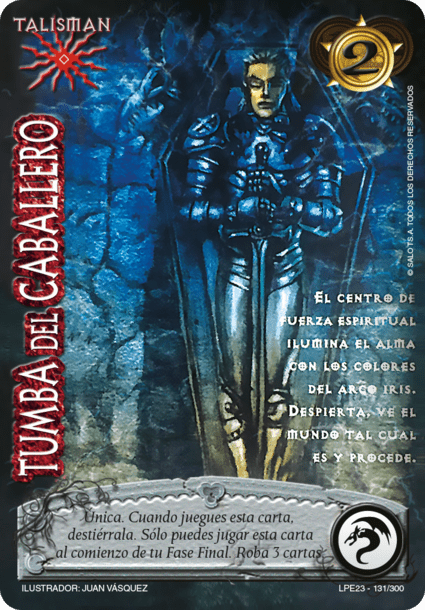 TALISMAN
2
TUMBA DEL CABALLERO
© SALO T.S.A. TODOS LOS DERECHOS RESERVADOS
El centro de
fuerza espiritual
ilumina el alma
con los colores
del arco iris.
Despierta, ve el
mundo tal cual
es y procede.
Única. Cuando juegues esta carta,
destiérrala. Sólo puedes jugar esta carta
al comienzo de tu Fase Final. Roba 3 cartas.
ILUSTRADOR: JUAN VÁSQUEZ
LPE23 - 131/300